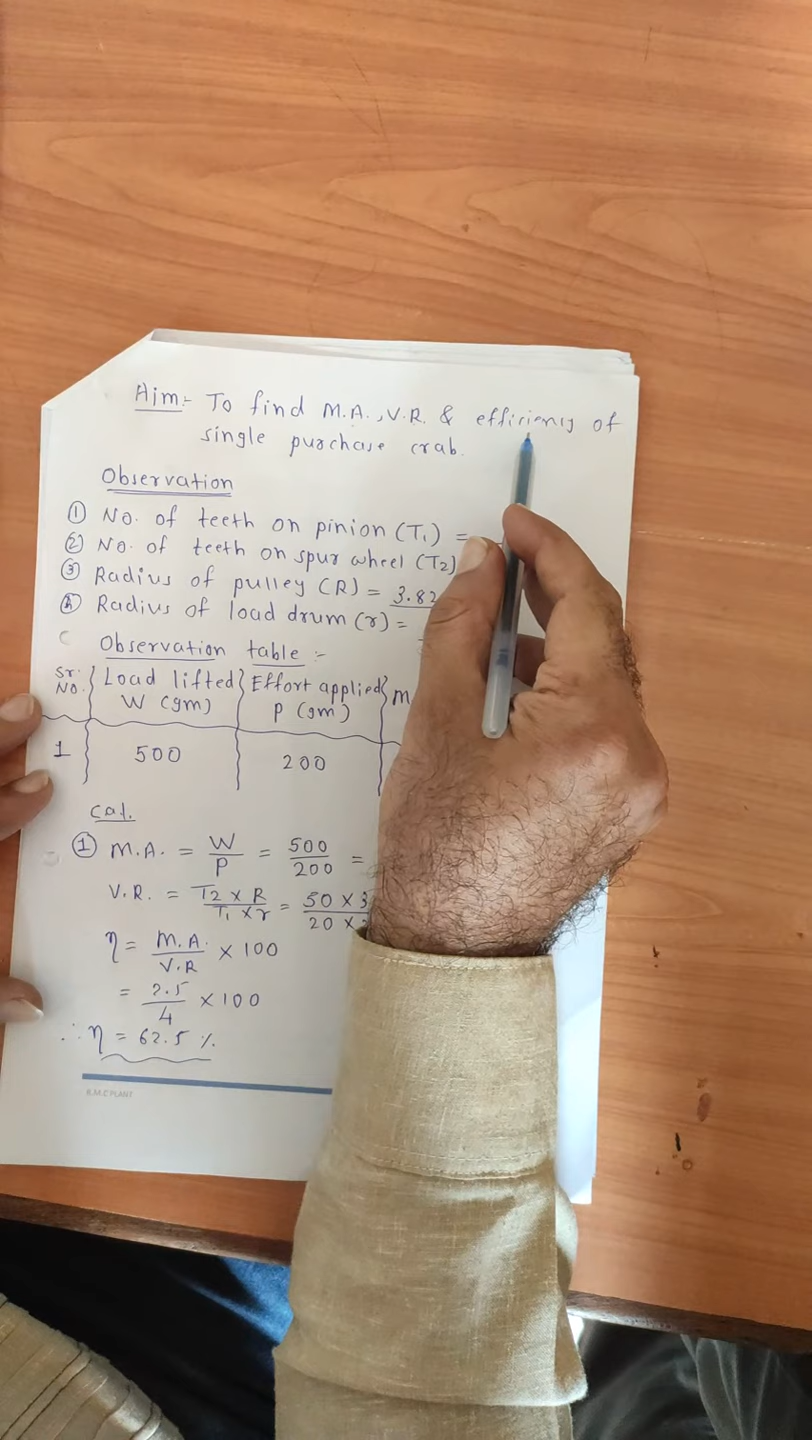 Aim:- To find M.A., V.R. & efficiency of
single purchase crab.
Observation
① No. of teeth on pinion (T₁) =
② No. of teeth on spur wheel (T₂)
③ Radius of pulley (R) = 3.82
④ Radius of load drum (r) =
Observation table :-
Sr. No. Load lifted W (gm) Effort applied P (gm) M
1 500 200
Cal.
① M.A. = W/P = 500/200 =
V.R. = T₂ × R / T₁ × r = 50 × 3 / 20 ×
η = M.A. / V.R × 100
= 2.5/4 × 100
∴ η = 62.5 %
R.M.C PLANT